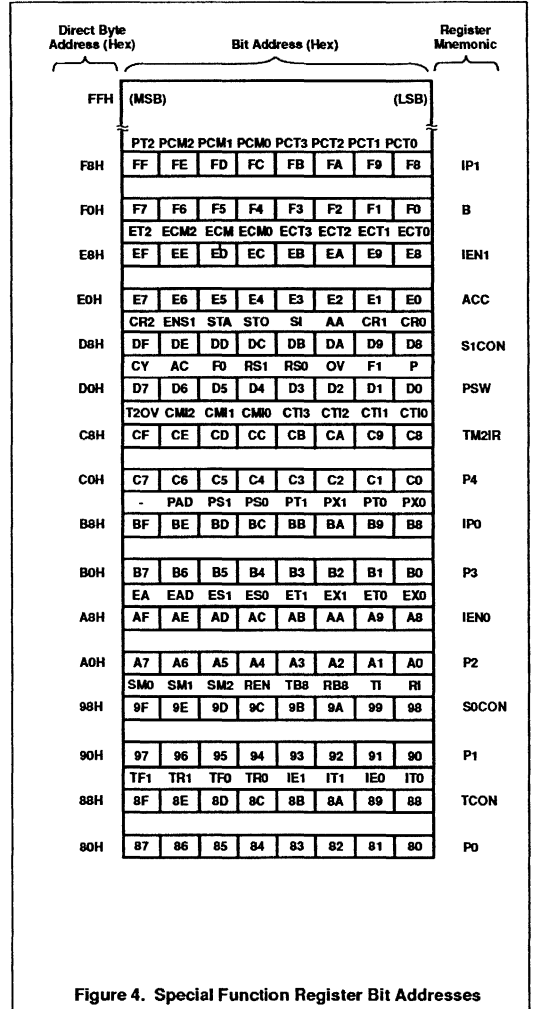 Direct Byte Address (Hex) Bit Address (Hex) Register Mnemonic
FFH (MSB) (LSB)
PT2 PCM2 PCM1 PCM0 PCT3 PCT2 PCT1 PCT0
F8H FF FE FD FC FB FA F9 F8 IP1
F0H F7 F6 F5 F4 F3 F2 F1 F0 B
ET2 ECM2 ECM1 ECM0 ECT3 ECT2 ECT1 ECT0
E8H EF EE ED EC EB EA E9 E8 IEN1
E0H E7 E6 E5 E4 E3 E2 E1 E0 ACC
CR2 ENS1 STA STO SI AA CR1 CR0
D8H DF DE DD DC DB DA D9 D8 S1CON
CY AC F0 RS1 RS0 OV F1 P
D0H D7 D6 D5 D4 D3 D2 D1 D0 PSW
T2OV CMI2 CMI1 CMI0 CTI3 CTI2 CTI1 CTI0
C8H CF CE CD CC CB CA C9 C8 TM2IR
C0H C7 C6 C5 C4 C3 C2 C1 C0 P4
- PAD PS1 PS0 PT1 PX1 PT0 PX0
B8H BF BE BD BC BB BA B9 B8 IP0
B0H B7 B6 B5 B4 B3 B2 B1 B0 P3
EA EAD ES1 ES0 ET1 EX1 ET0 EX0
A8H AF AE AD AC AB AA A9 A8 IEN0
A0H A7 A6 A5 A4 A3 A2 A1 A0 P2
SM0 SM1 SM2 REN TB8 RB8 TI RI
98H 9F 9E 9D 9C 9B 9A 99 98 S0CON
90H 97 96 95 94 93 92 91 90 P1
TF1 TR1 TF0 TR0 IE1 IT1 IE0 IT0
88H 8F 8E 8D 8C 8B 8A 89 88 TCON
80H 87 86 85 84 83 82 81 80 P0
Figure 4. Special Function Register Bit Addresses